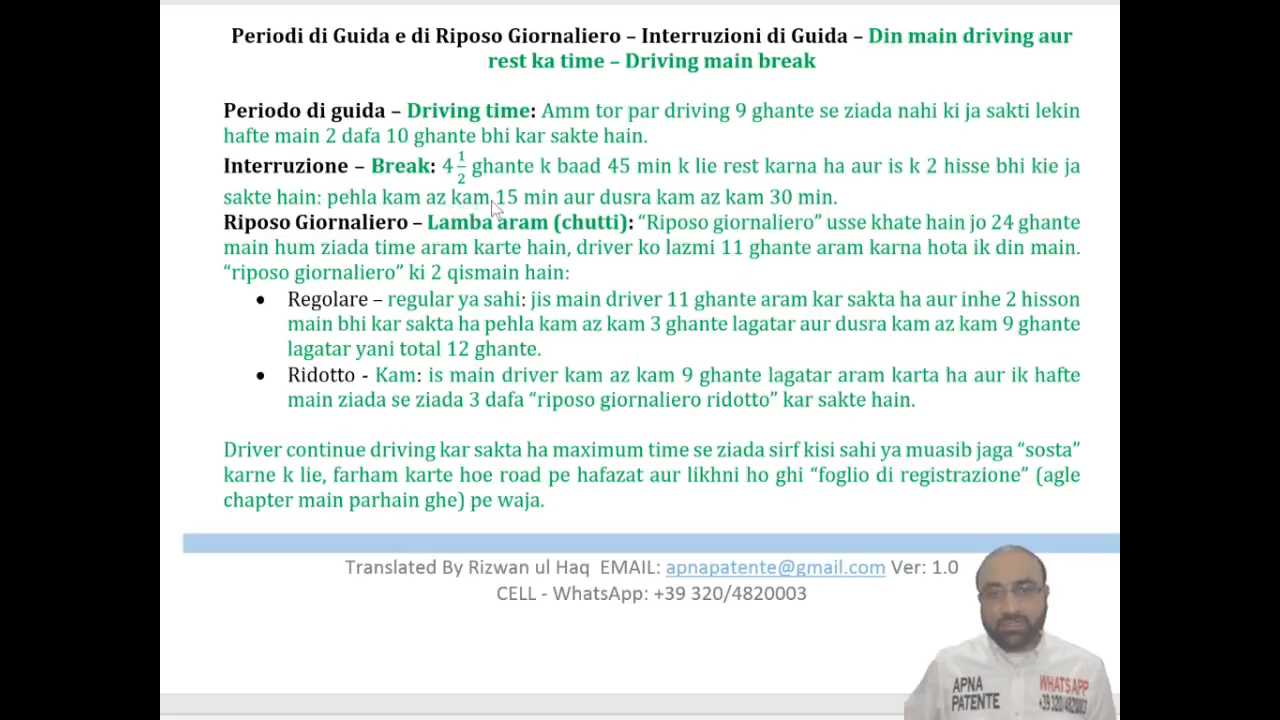 Periodi di Guida e di Riposo Giornaliero – Interruzioni di Guida – Din main driving aur
rest ka time – Driving main break
Periodo di guida – Driving time: Amm tor par driving 9 ghante se ziada nahi ki ja sakti lekin
hafte main 2 dafa 10 ghante bhi kar sakte hain.
Interruzione – Break: 4 1/2 ghante k baad 45 min k lie rest karna ha aur is k 2 hisse bhi kie ja
sakte hain: pehla kam az kam 15 min aur dusra kam az kam 30 min.
Riposo Giornaliero – Lamba aram (chutti): “Riposo giornaliero” usse khate hain jo 24 ghante
main hum ziada time aram karte hain, driver ko lazmi 11 ghante aram karna hota ik din main.
“riposo giornaliero” ki 2 qismain hain:
• Regolare – regular ya sahi: jis main driver 11 ghante aram kar sakta ha aur inhe 2 hisson
main bhi kar sakta ha pehla kam az kam 3 ghante lagatar aur dusra kam az kam 9 ghante
lagatar yani total 12 ghante.
• Ridotto - Kam: is main driver kam az kam 9 ghante lagatar aram karta ha aur ik hafte
main ziada se ziada 3 dafa “riposo giornaliero ridotto” kar sakte hain.
Driver continue driving kar sakta ha maximum time se ziada sirf kisi sahi ya muasib jaga “sosta”
karne k lie, farham karte hoe road pe hafazat aur likhni ho ghi “foglio di registrazione” (agle
chapter main parhain ghe) pe waja.
Translated By Rizwan ul Haq EMAIL: apnapatente@gmail.com Ver: 1.0
CELL - WhatsApp: +39 320/4820003
APNA
PATENTE
WHATSAPP
+39 320/4820003